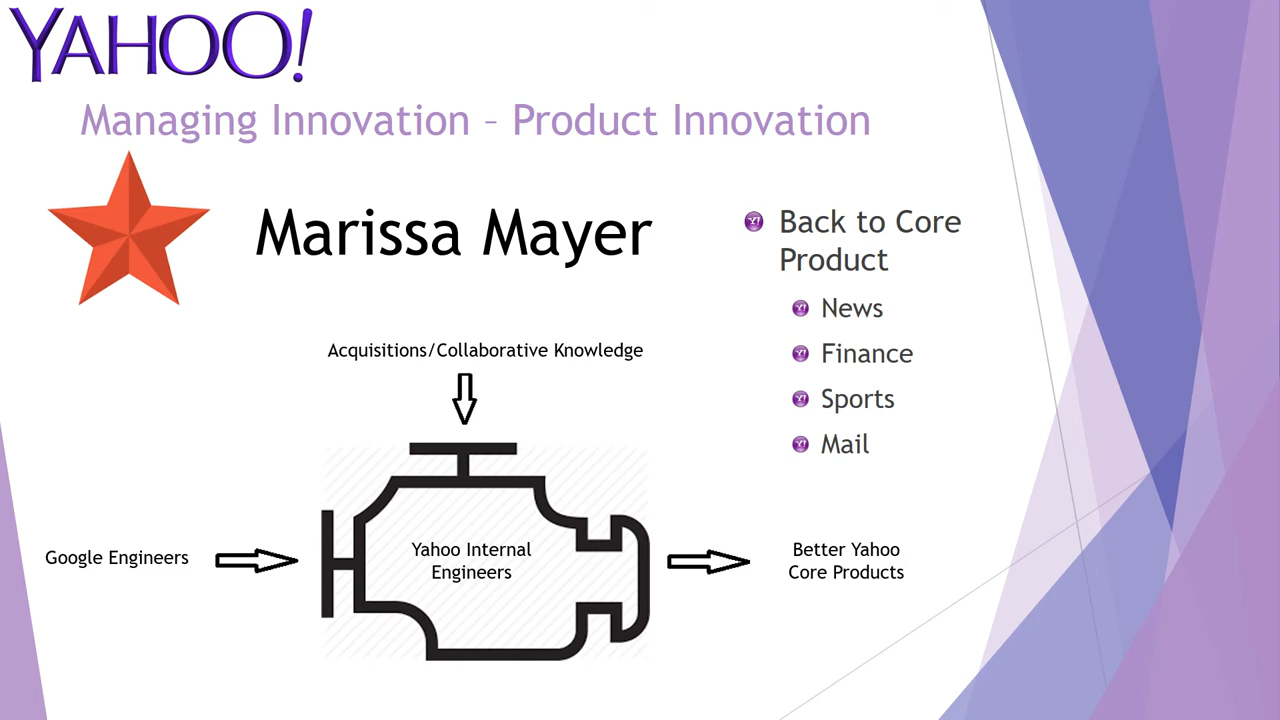 YAHOO!
Managing Innovation – Product Innovation
Marissa Mayer
Back to Core
Product
News
Finance
Sports
Mail
Acquisitions/Collaborative Knowledge
Google Engineers
Yahoo Internal
Engineers
Better Yahoo
Core Products